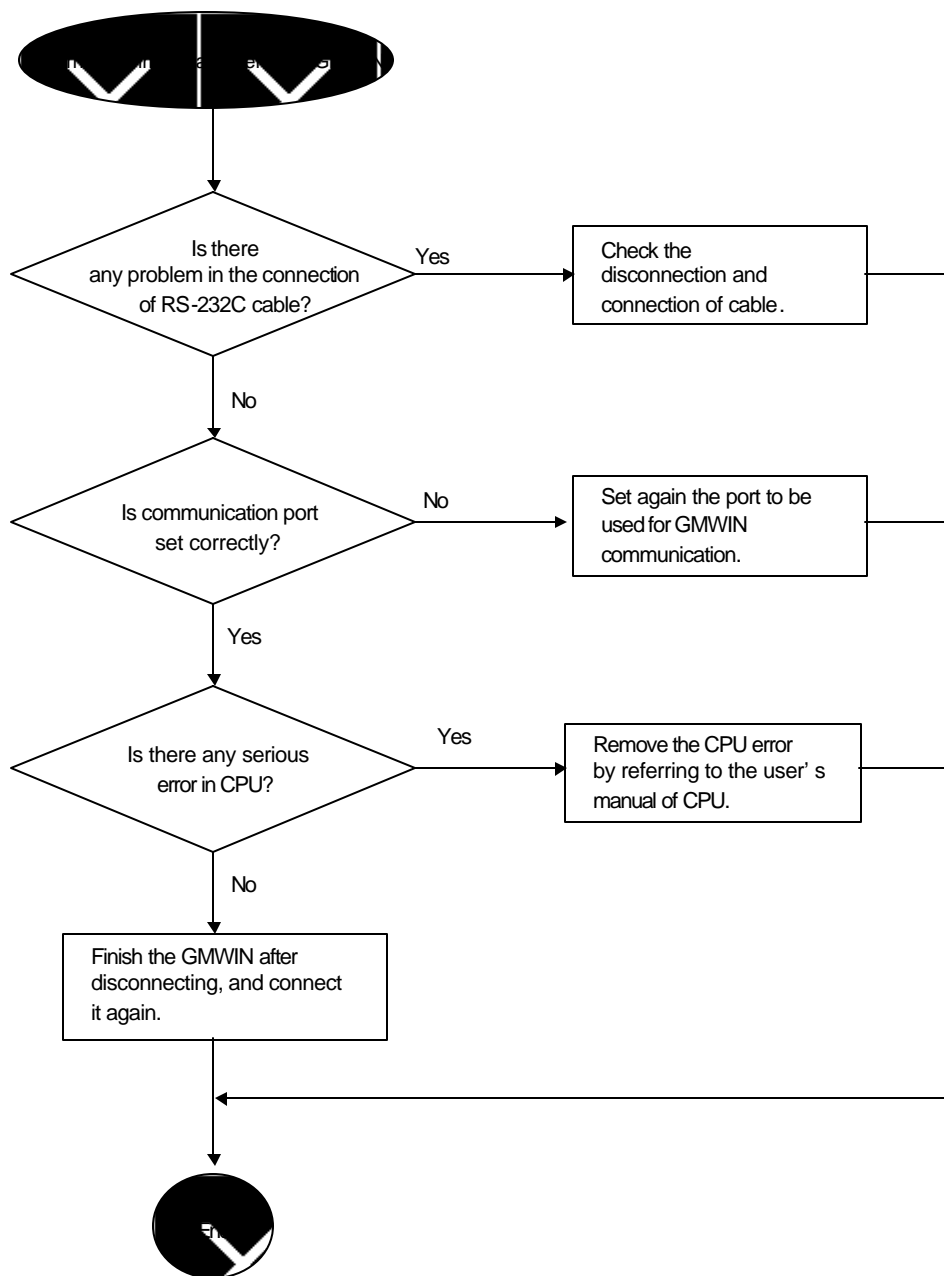 Is there
any problem in the connection
of RS-232C cable?
Yes
Check the
disconnection and
connection of cable.
No
Is communication port
set correctly?
No
Set again the port to be
used for GMWIN
communication.
Yes
Is there any serious
error in CPU?
Yes
Remove the CPU error
by referring to the user’ s
manual of CPU.
No
Finish the GMWIN after
disconnecting, and connect
it again.